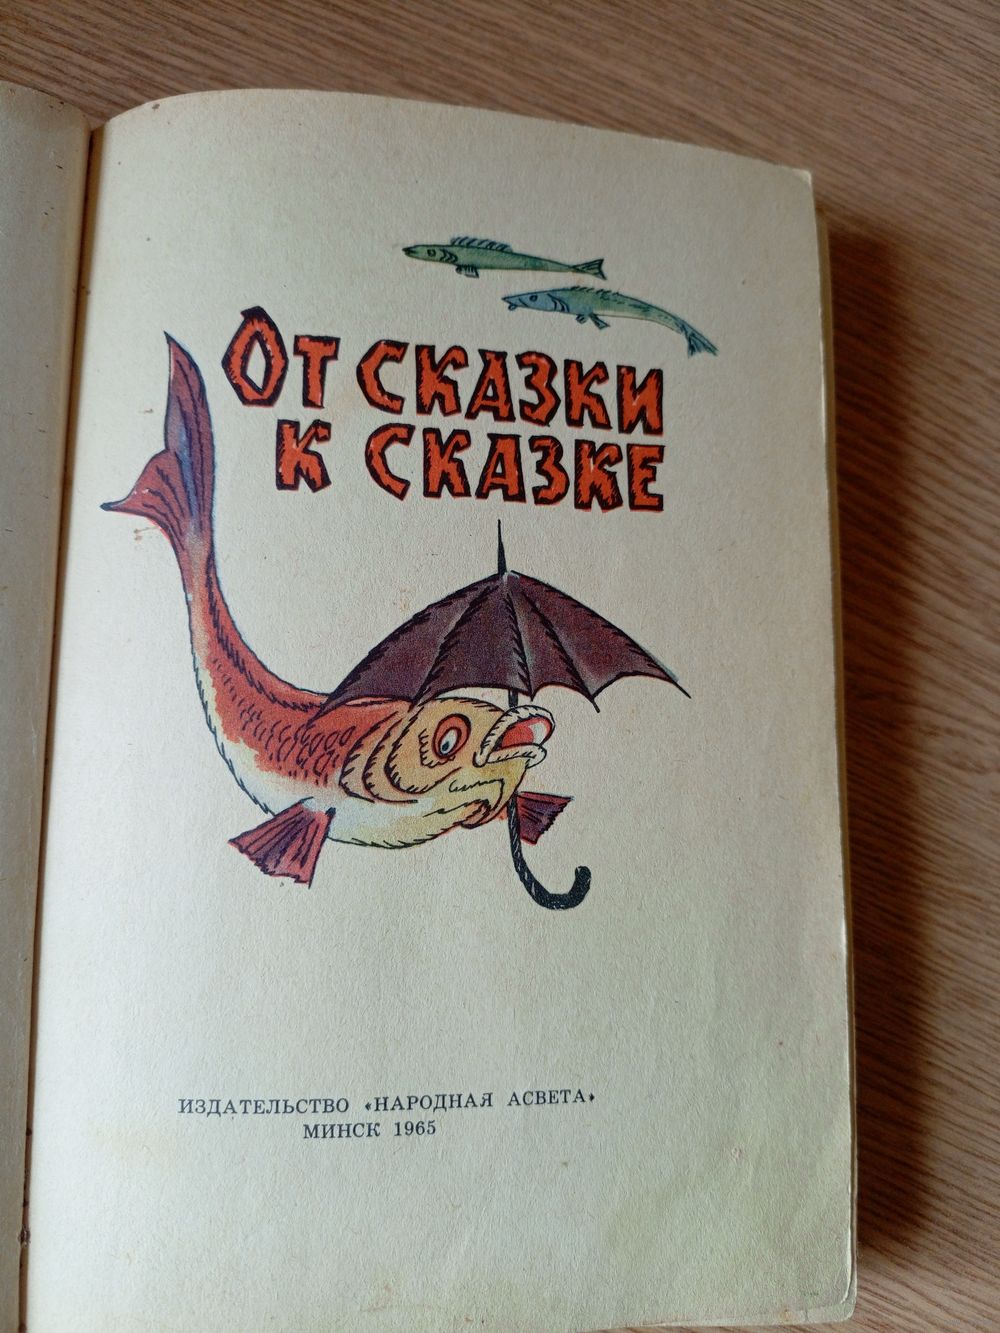 От сказки
к сказке
ИЗДАТЕЛЬСТВО «НАРОДНАЯ АСВЕТА»
МИНСК 1965